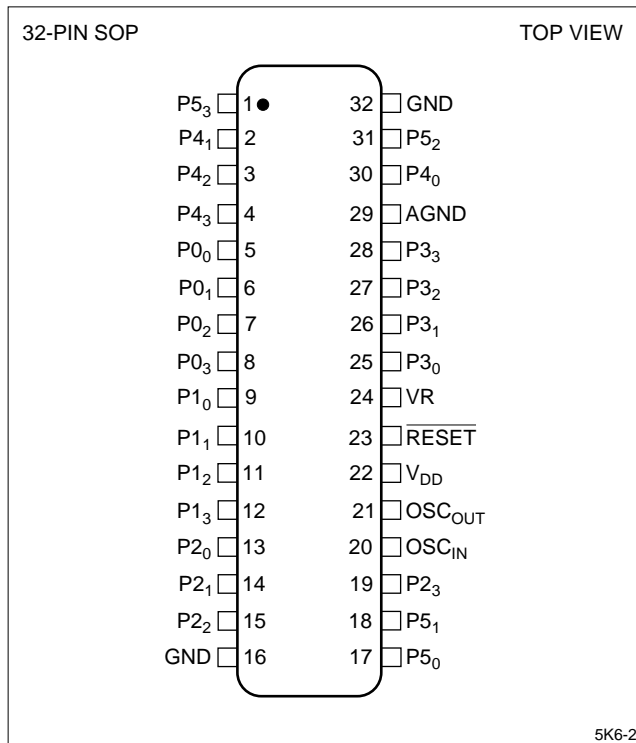 32-PIN SOP TOP VIEW
P5₃ 1 32 GND
P4₁ 2 31 P5₂
P4₂ 3 30 P4₀
P4₃ 4 29 AGND
P0₀ 5 28 P3₃
P0₁ 6 27 P3₂
P0₂ 7 26 P3₁
P0₃ 8 25 P3₀
P1₀ 9 24 VR
P1₁ 10 23 R̅E̅S̅E̅T̅
P1₂ 11 22 V_DD
P1₃ 12 21 OSC_OUT
P2₀ 13 20 OSC_IN
P2₁ 14 19 P2₃
P2₂ 15 18 P5₁
GND 16 17 P5₀
5K6-2